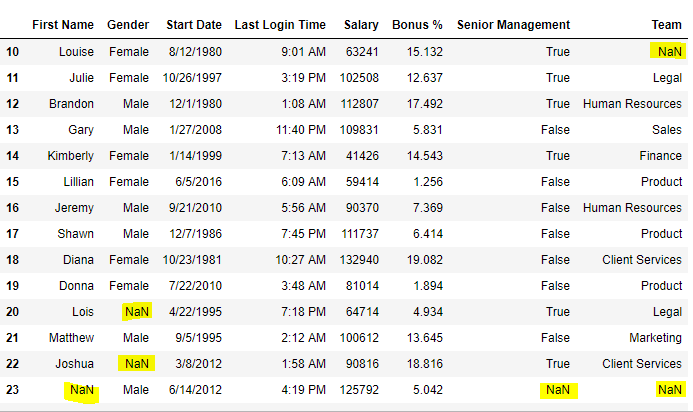 First Name Gender Start Date Last Login Time Salary Bonus % Senior Management Team
10 Louise Female 8/12/1980 9:01 AM 63241 15.132 True NaN
11 Julie Female 10/26/1997 3:19 PM 102508 12.637 True Legal
12 Brandon Male 12/1/1980 1:08 AM 112807 17.492 True Human Resources
13 Gary Male 1/27/2008 11:40 PM 109831 5.831 False Sales
14 Kimberly Female 1/14/1999 7:13 AM 41426 14.543 True Finance
15 Lillian Female 6/5/2016 6:09 AM 59414 1.256 False Product
16 Jeremy Male 9/21/2010 5:56 AM 90370 7.369 False Human Resources
17 Shawn Male 12/7/1986 7:45 PM 111737 6.414 False Product
18 Diana Female 10/23/1981 10:27 AM 132940 19.082 False Client Services
19 Donna Female 7/22/2010 3:48 AM 81014 1.894 False Product
20 Lois NaN 4/22/1995 7:18 PM 64714 4.934 True Legal
21 Matthew Male 9/5/1995 2:12 AM 100612 13.645 False Marketing
22 Joshua NaN 3/8/2012 1:58 AM 90816 18.816 True Client Services
23 NaN Male 6/14/2012 4:19 PM 125792 5.042 NaN NaN